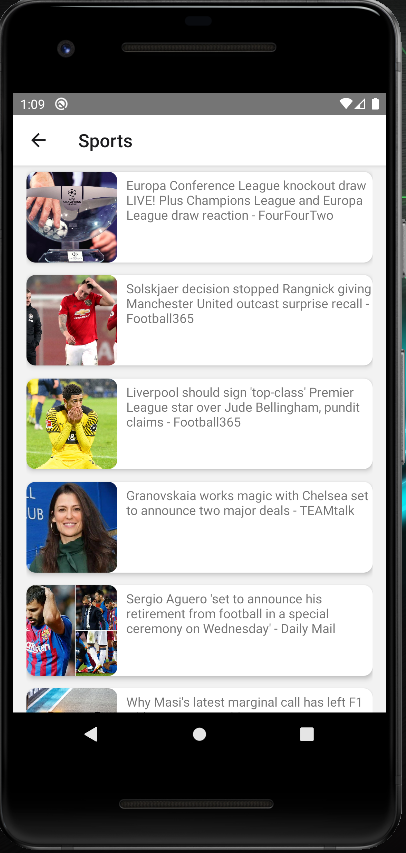 1:09
Sports
Europa Conference League knockout draw
LIVE! Plus Champions League and Europa
League draw reaction - FourFourTwo
Solskjaer decision stopped Rangnick giving
Manchester United outcast surprise recall -
Football365
Liverpool should sign 'top-class' Premier
League star over Jude Bellingham, pundit
claims - Football365
Granovskaia works magic with Chelsea set
to announce two major deals - TEAMtalk
Sergio Aguero 'set to announce his
retirement from football in a special
ceremony on Wednesday' - Daily Mail
Why Masi's latest marginal call has left F1